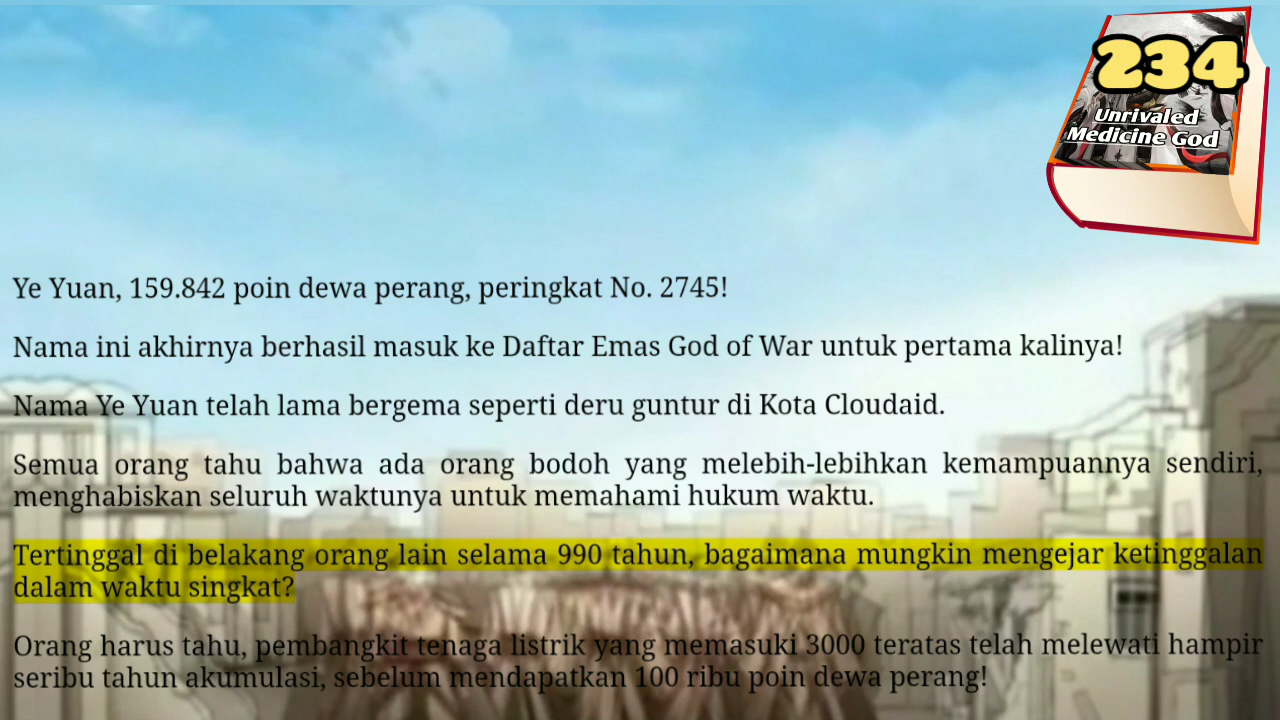 234
Unrivaled
Medicine God
Ye Yuan, 159.842 poin dewa perang, peringkat No. 2745!
Nama ini akhirnya berhasil masuk ke Daftar Emas God of War untuk pertama kalinya!
Nama Ye Yuan telah lama bergema seperti deru guntur di Kota Cloudaid.
Semua orang tahu bahwa ada orang bodoh yang melebih-lebihkan kemampuannya sendiri,
menghabiskan seluruh waktunya untuk memahami hukum waktu.
Tertinggal di belakang orang lain selama 990 tahun, bagaimana mungkin mengejar ketinggalan
dalam waktu singkat?
Orang harus tahu, pembangkit tenaga listrik yang memasuki 3000 teratas telah melewati hampir
seribu tahun akumulasi, sebelum mendapatkan 100 ribu poin dewa perang!